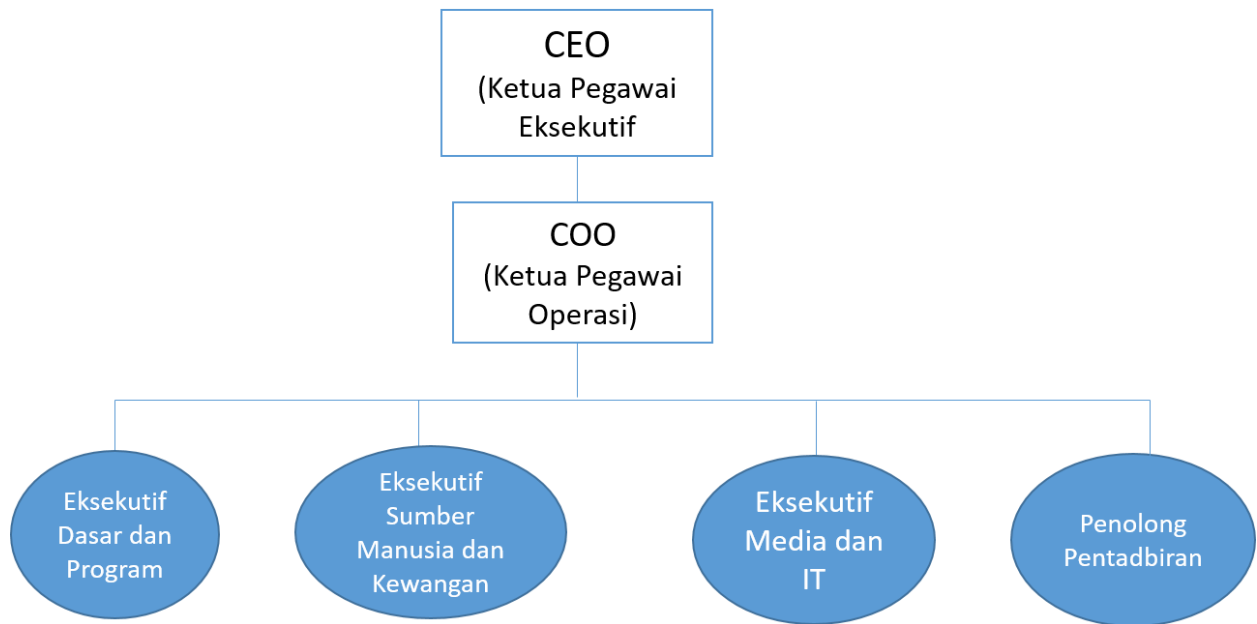 CEO
(Ketua Pegawai
Eksekutif
COO
(Ketua Pegawai
Operasi)
Eksekutif
Dasar dan
Program
Eksekutif
Sumber
Manusia dan
Kewangan
Eksekutif
Media dan
IT
Penolong
Pentadbiran